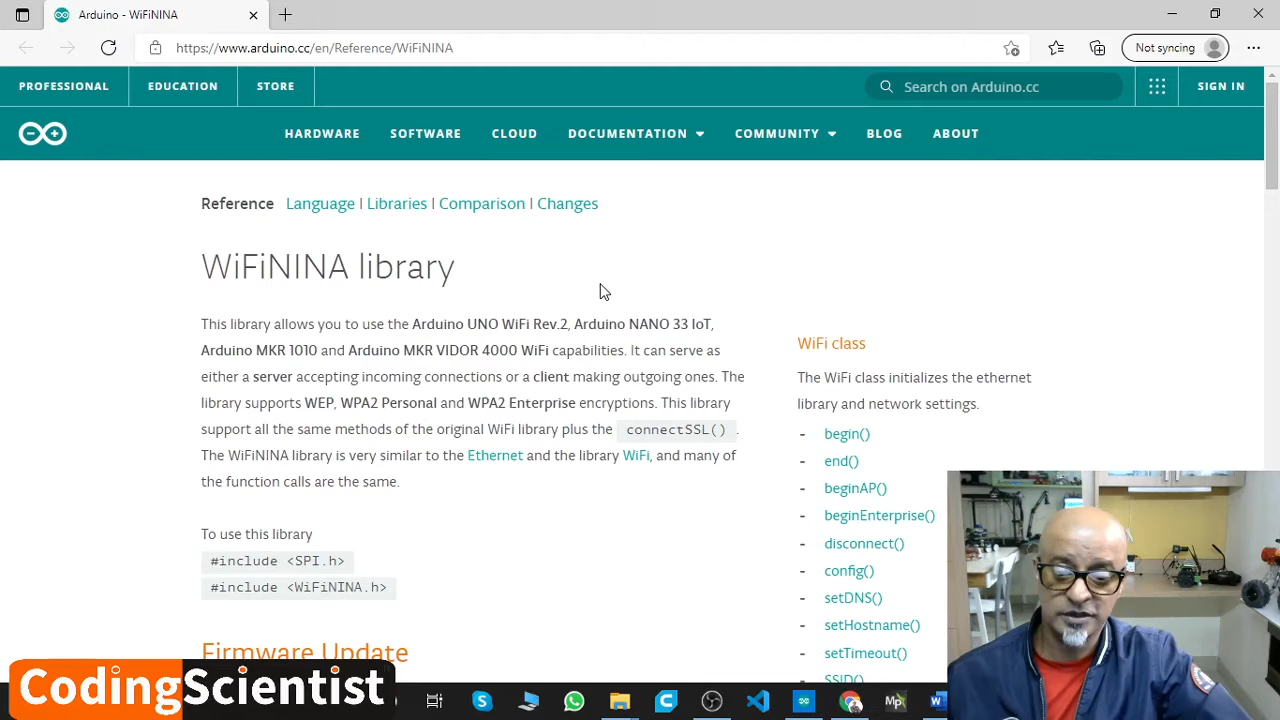 Arduino - WiFiNINA
https://www.arduino.cc/en/Reference/WiFiNINA
Not syncing
PROFESSIONAL
EDUCATION
STORE
Search on Arduino.cc
SIGN IN
HARDWARE
SOFTWARE
CLOUD
DOCUMENTATION
COMMUNITY
BLOG
ABOUT
Reference Language | Libraries | Comparison | Changes
WiFiNINA library
This library allows you to use the Arduino UNO WiFi Rev.2, Arduino NANO 33 IoT,
Arduino MKR 1010 and Arduino MKR VIDOR 4000 WiFi capabilities. It can serve as
either a server accepting incoming connections or a client making outgoing ones. The
library supports WEP, WPA2 Personal and WPA2 Enterprise encryptions. This library
support all the same methods of the original WiFi library plus the connectSSL() .
The WiFiNINA library is very similar to the Ethernet and the library WiFi, and many of
the function calls are the same.
To use this library
#include <SPI.h>
#include <WiFiNINA.h>
Firmware Update
WiFi class
The WiFi class initializes the ethernet
library and network settings.
- begin()
- end()
- beginAP()
- beginEnterprise()
- disconnect()
- config()
- setDNS()
- setHostname()
- setTimeout()
- SSID()
CodingScientist
Mp